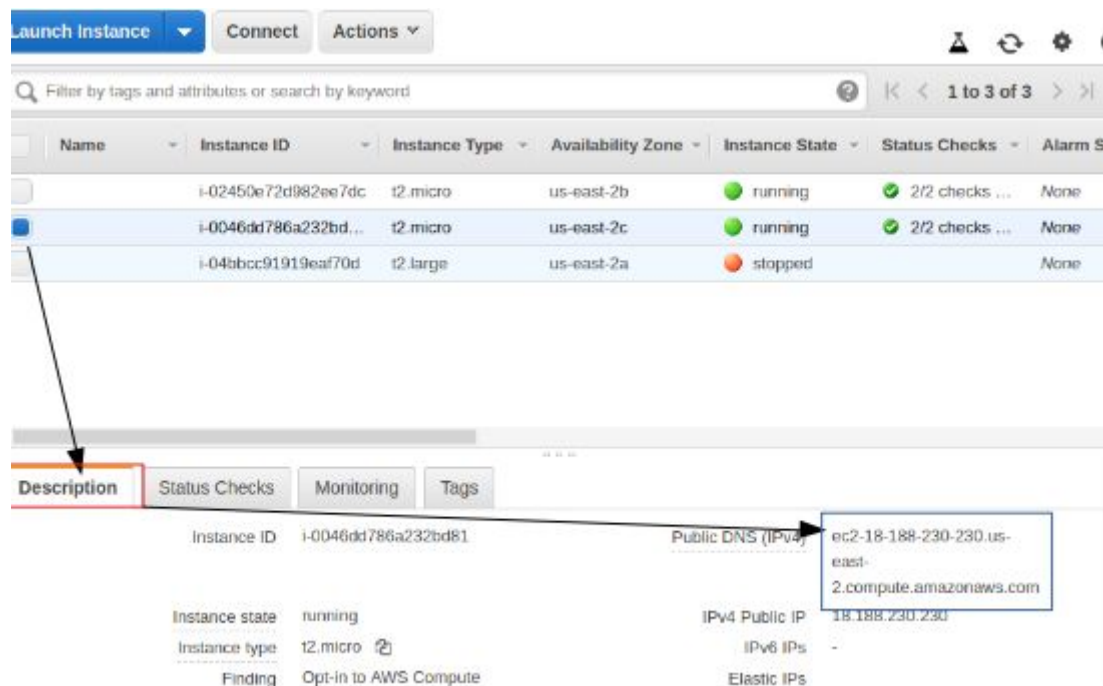 Launch Instance Connect Actions
Filter by tags and attributes or search by keyword 1 to 3 of 3
Name Instance ID Instance Type Availability Zone Instance State Status Checks Alarm S
i-02450e72d982ee7dc t2.micro us-east-2b running 2/2 checks ... None
i-0046dd786a232bd... t2.micro us-east-2c running 2/2 checks ... None
i-04bbcc91919eaf70d t2.large us-east-2a stopped None
Description Status Checks Monitoring Tags
Instance ID i-0046dd786a232bd81 Public DNS (IPv4) ec2-18-188-230-230.us-
east-
2.compute.amazonaws.com
Instance state running IPv4 Public IP 18.188.230.230
Instance type t2.micro IPv6 IPs -
Finding Opt-in to AWS Compute Elastic IPs